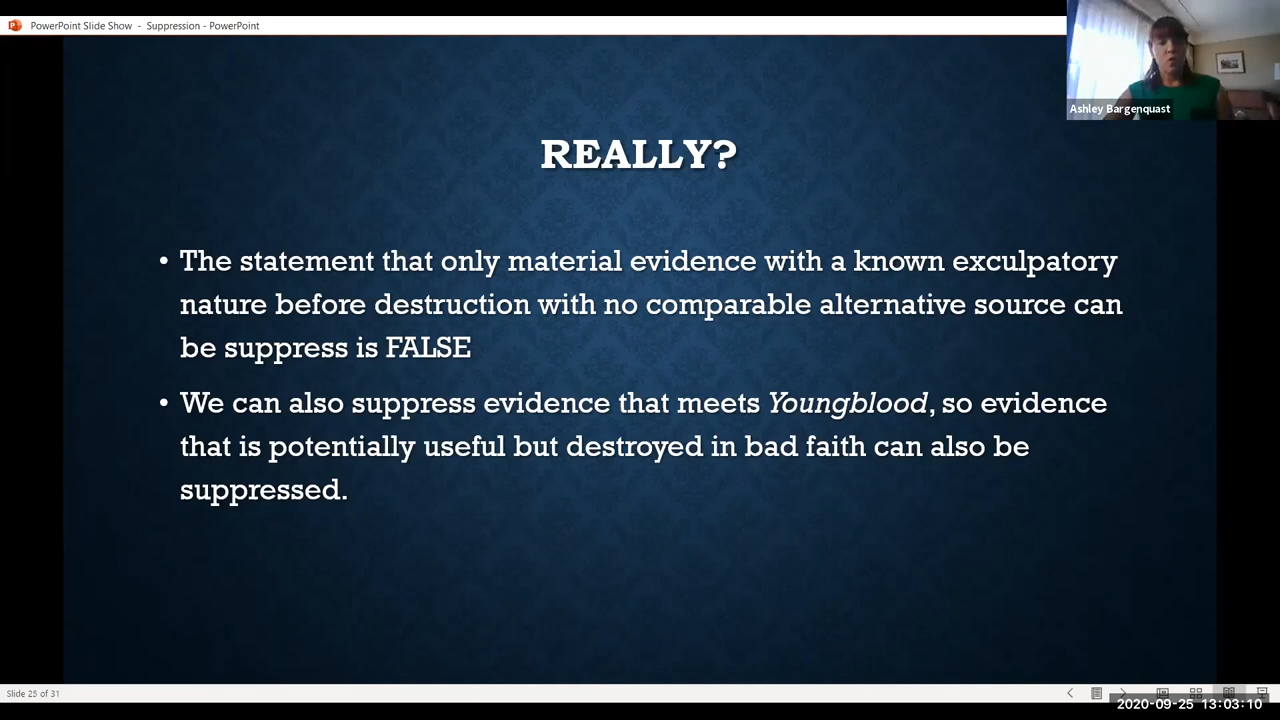 PowerPoint Slide Show - Suppression - PowerPoint
Ashley Bargenquast
REALLY?
• The statement that only material evidence with a known exculpatory
nature before destruction with no comparable alternative source can
be suppress is FALSE
• We can also suppress evidence that meets Youngblood, so evidence
that is potentially useful but destroyed in bad faith can also be
suppressed.
Slide 25 of 31
2020-09-25 13:03:10